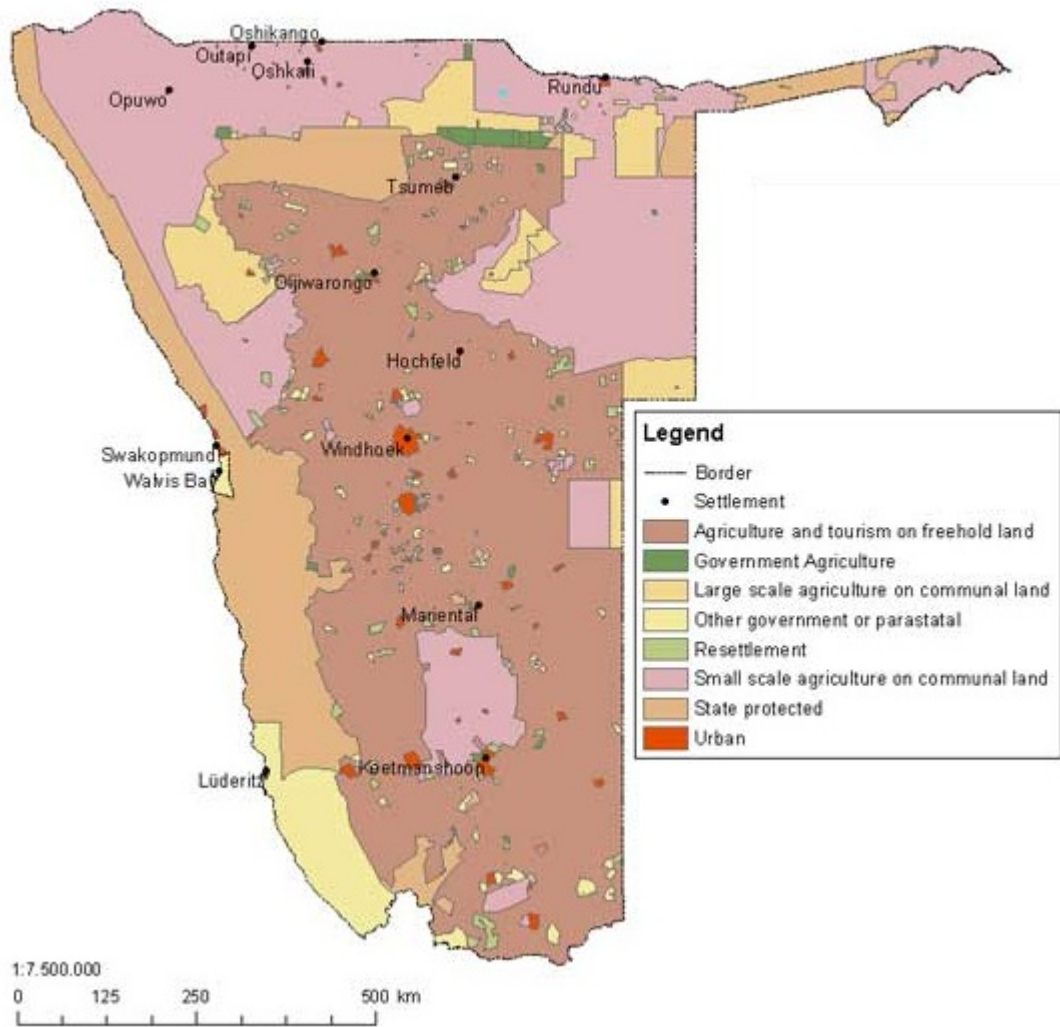 Oshikango
Outapi
Oshkati
Opuwo
Rundu
Tsumeb
Otjiwarongo
Hochfeld
Windhoek
Swakopmund
Walvis Ba
Mariental
Keetmanshoop
Lüderitz
Legend
Border
Settlement
Agriculture and tourism on freehold land
Government Agriculture
Large scale agriculture on communal land
Other government or parastatal
Resettlement
Small scale agriculture on communal land
State protected
Urban
1:7.500.000
0 125 250 500 km